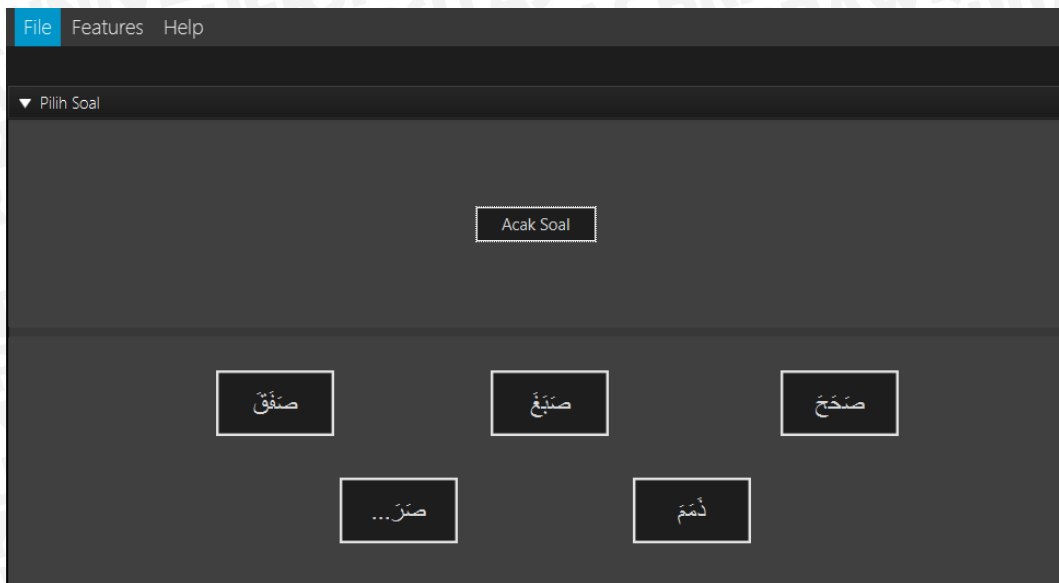 File Features Help
▼ Pilih Soal
Acak Soal
صَفَقَ صَبَغَ صَحَحَ
صَرَ... ذَمَمَ